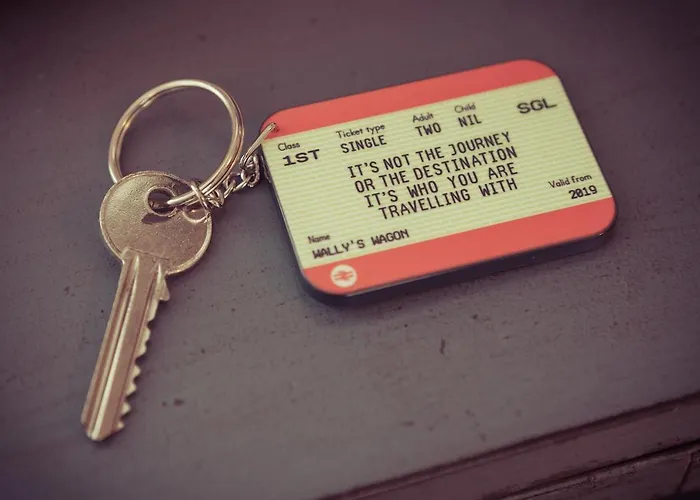 Class Ticket type Adult Child
1ST SINGLE TWO NIL SGL
IT'S NOT THE JOURNEY
OR THE DESTINATION
IT'S WHO YOU ARE
TRAVELLING WITH
Valid from
2019
Name
WALLY'S WAGON